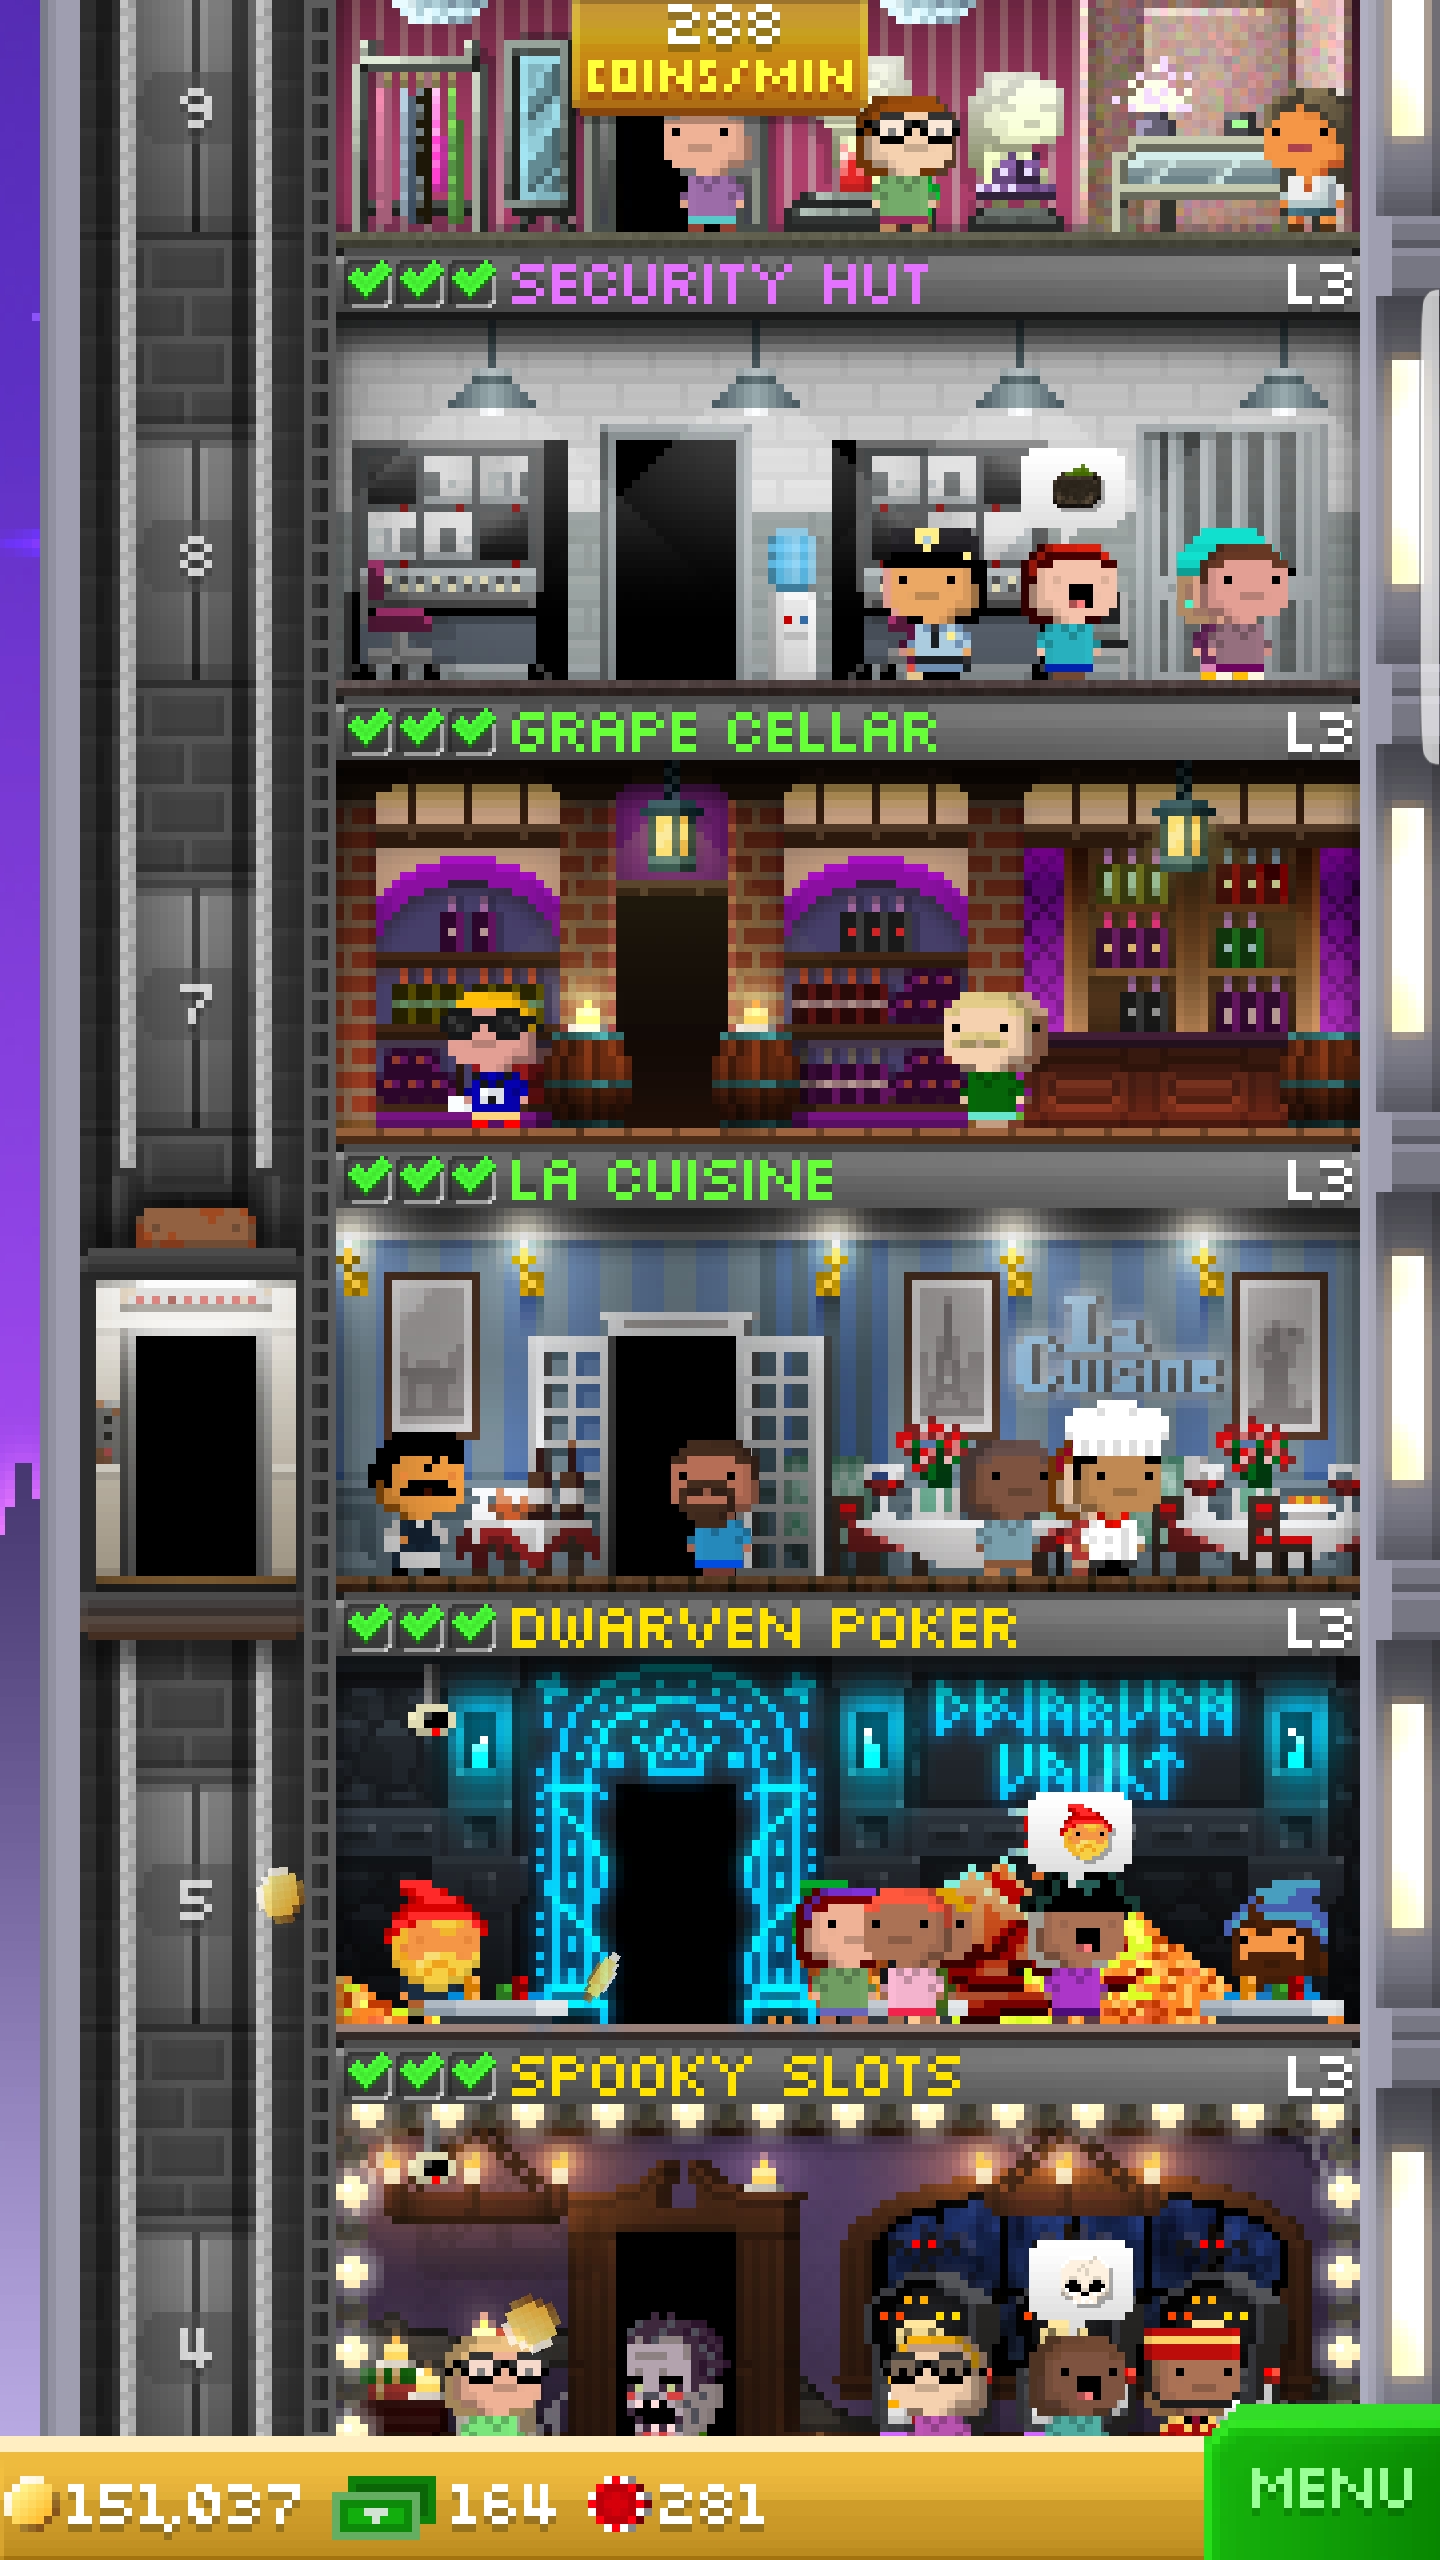 288
COINS/MIN
9
SECURITY HUT L3
8
GRAPE CELLAR L3
7
LA CUISINE L3
La
Cuisine
DWARVEN POKER L3
DWARVEN
VAULT
5
SPOOKY SLOTS L3
4
151,037 164 281
MENU